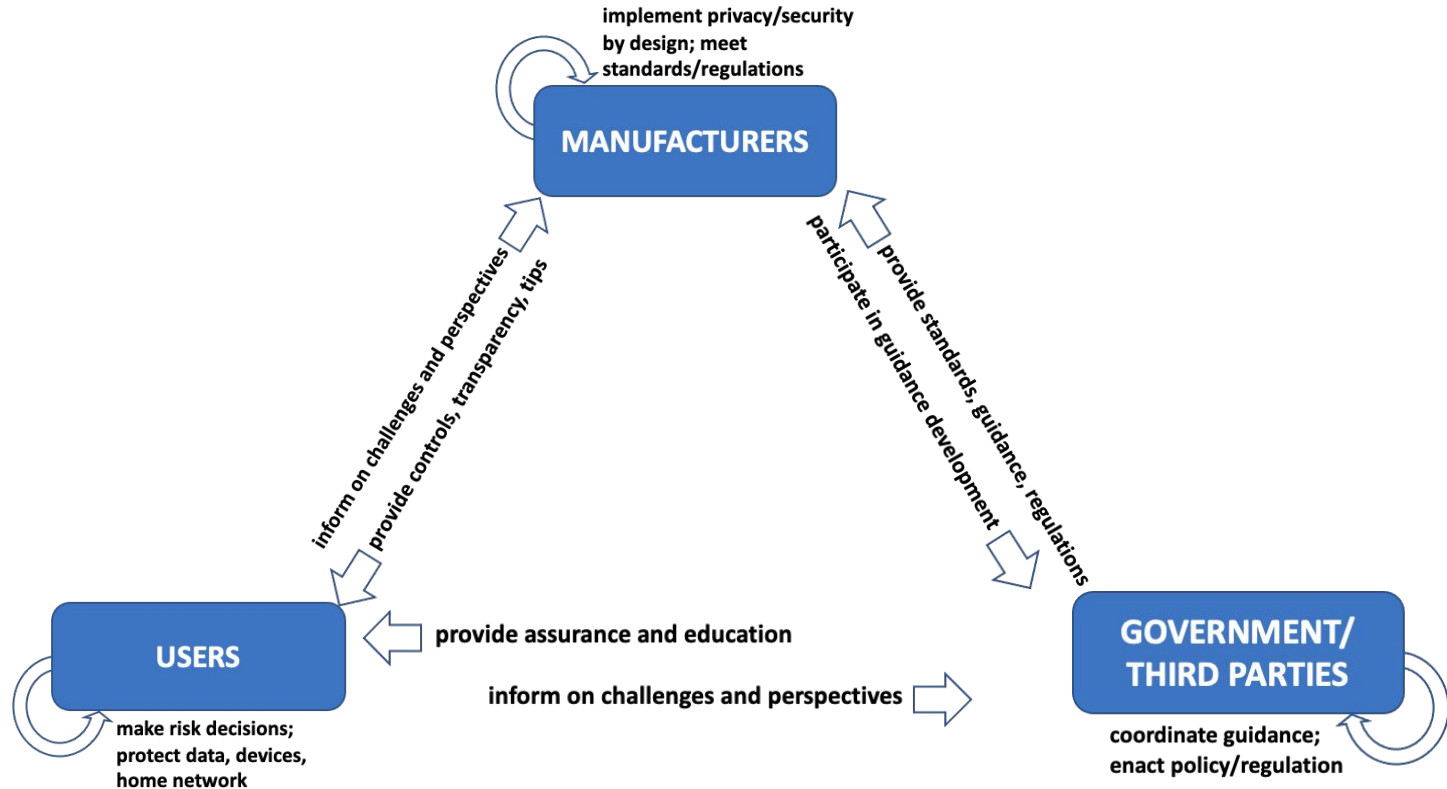 implement privacy/security
by design; meet
standards/regulations
MANUFACTURERS
inform on challenges and perspectives
provide controls, transparency, tips
participate in guidance development
provide standards, guidance, regulations
USERS
provide assurance and education
inform on challenges and perspectives
GOVERNMENT/
THIRD PARTIES
make risk decisions;
protect data, devices,
home network
coordinate guidance;
enact policy/regulation